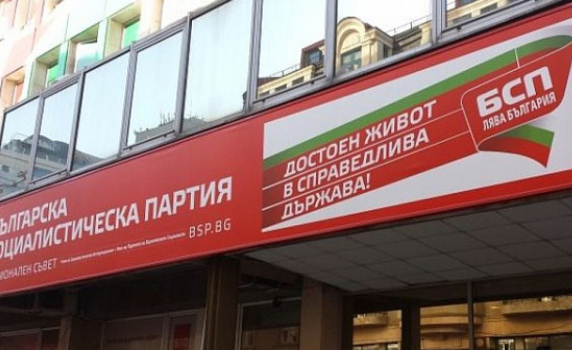 ЪЛГАРСКА
ОЦИАЛИСТИЧЕСКА ПАРТИЯ
ИОНАЛЕН СЪВЕТ
BSP.BG
ДОСТОЕН ЖИВОТ
В СПРАВЕДЛИВА
ДЪРЖАВА!
БСП
ЛЯВА БЪЛГАРИЯ